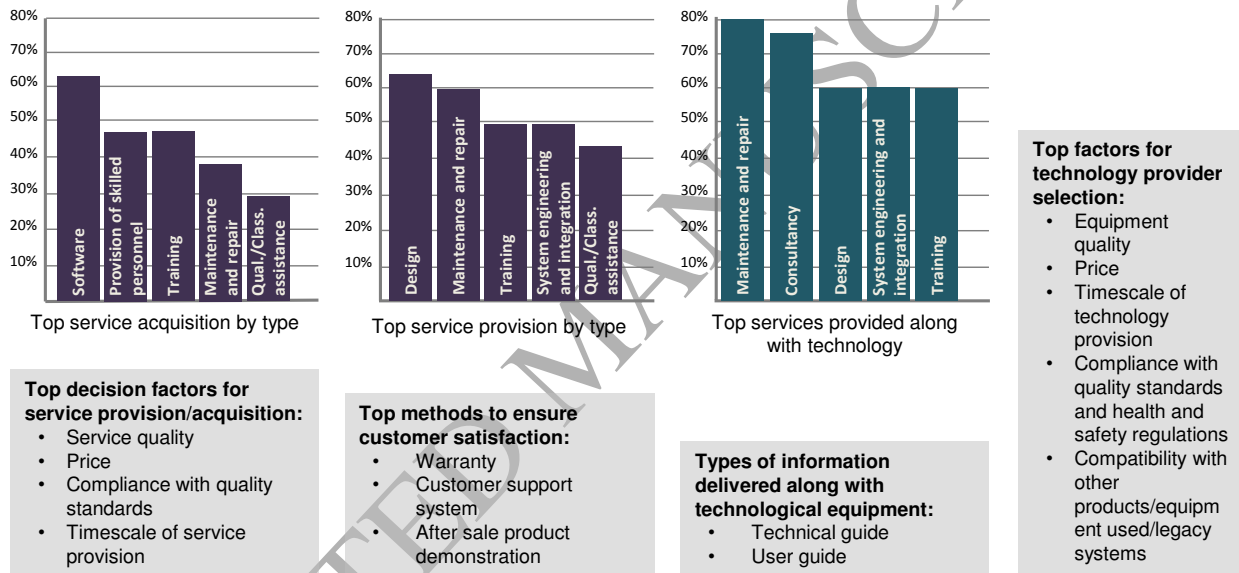 80%
70%
60%
50%
40%
30%
20%
10%
Software
Provision of skilled
personnel
Training
Maintenance
and repair
Qual./Class.
assistance
Top service acquisition by type
80%
70%
60%
50%
40%
30%
20%
10%
Design
Maintenance and repair
Training
System engineering
and integration
Qual./Class.
assistance
Top service provision by type
80%
70%
60%
50%
40%
30%
20%
10%
Maintenance and repair
Consultancy
Design
System engineering and
integration
Training
Top services provided along
with technology
Top decision factors for
service provision/acquisition:
• Service quality
• Price
• Compliance with quality
standards
• Timescale of service
provision
Top methods to ensure
customer satisfaction:
• Warranty
• Customer support
system
• After sale product
demonstration
Types of information
delivered along with
technological equipment:
• Technical guide
• User guide
Top factors for
technology provider
selection:
• Equipment
quality
• Price
• Timescale of
technology
provision
• Compliance with
quality standards
and health and
safety regulations
• Compatibility with
other
products/equipm
ent used/legacy
systems
TED MANUSC